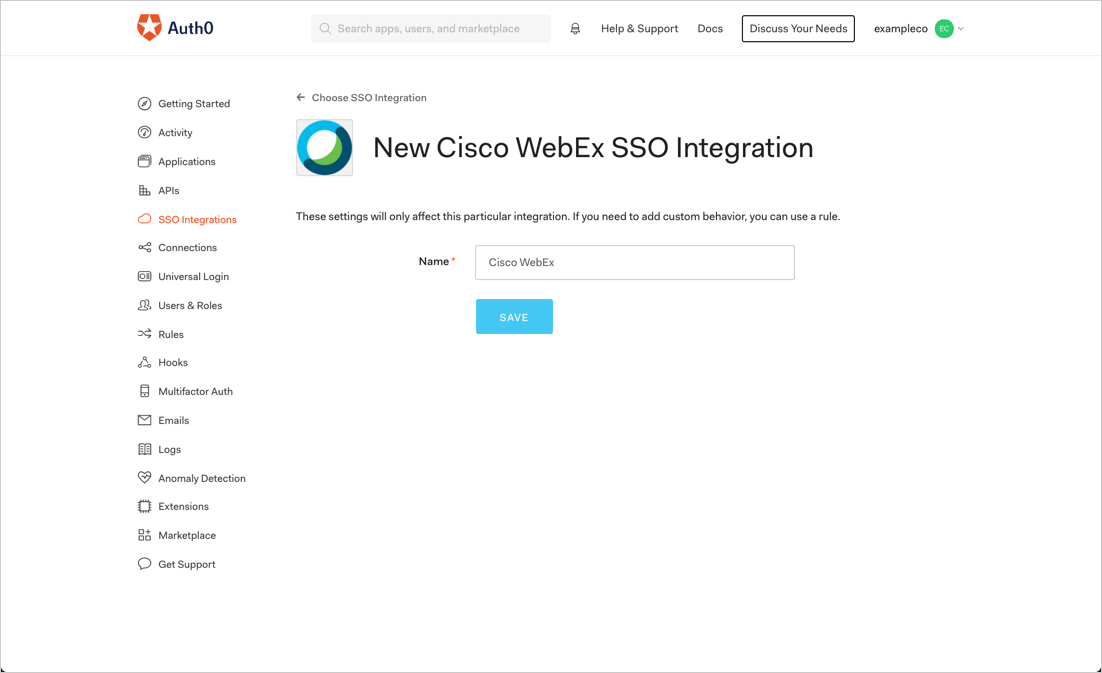 Auth0
Search apps, users, and marketplace
Help & Support
Docs
Discuss Your Needs
exampleco
EC
Getting Started
Activity
Applications
APIs
SSO Integrations
Connections
Universal Login
Users & Roles
Rules
Hooks
Multifactor Auth
Emails
Logs
Anomaly Detection
Extensions
Marketplace
Get Support
← Choose SSO Integration
New Cisco WebEx SSO Integration
These settings will only affect this particular integration. If you need to add custom behavior, you can use a rule.
Name *
Cisco WebEx
SAVE